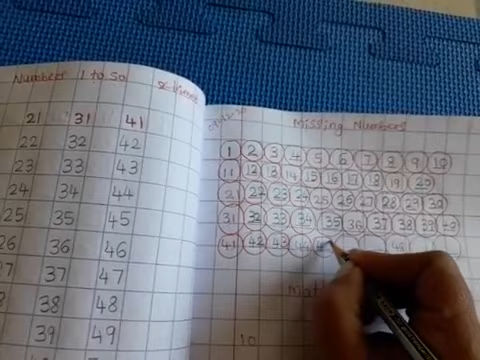 Numbers 1 to 50
21 31 41
22 32 42
23 33 43
24 34 44
25 35 45
26 36 46
27 37 47
38 48
39 49
Missing Numbers
1 2 3 4 5 6 7 8 9 10
11 12 13 14 15 16 17 18 19 20
21 22 23 24 25 26 27 28 29 30
31 32 33 34 35 36 37 38 39
41 42 43 44
10